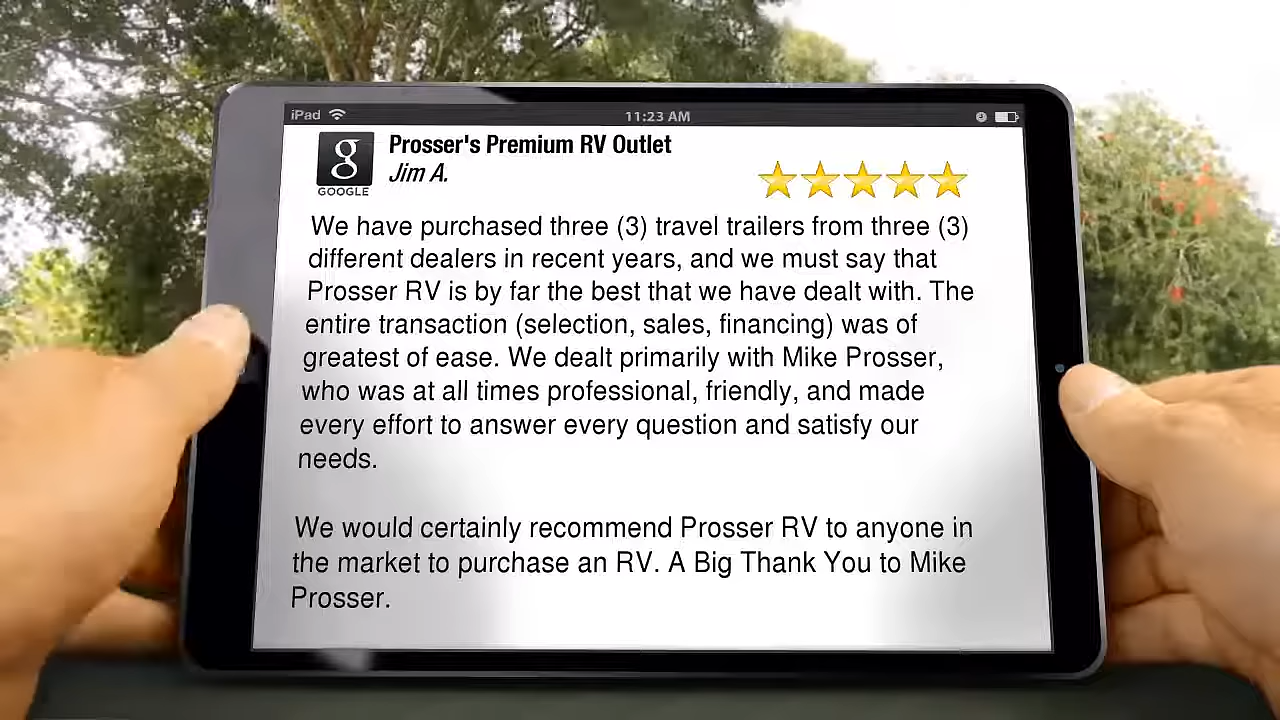 iPad
11:23 AM
g
GOOGLE
Prosser's Premium RV Outlet
Jim A.
We have purchased three (3) travel trailers from three (3)
different dealers in recent years, and we must say that
Prosser RV is by far the best that we have dealt with. The
entire transaction (selection, sales, financing) was of
greatest of ease. We dealt primarily with Mike Prosser,
who was at all times professional, friendly, and made
every effort to answer every question and satisfy our
needs.
We would certainly recommend Prosser RV to anyone in
the market to purchase an RV. A Big Thank You to Mike
Prosser.